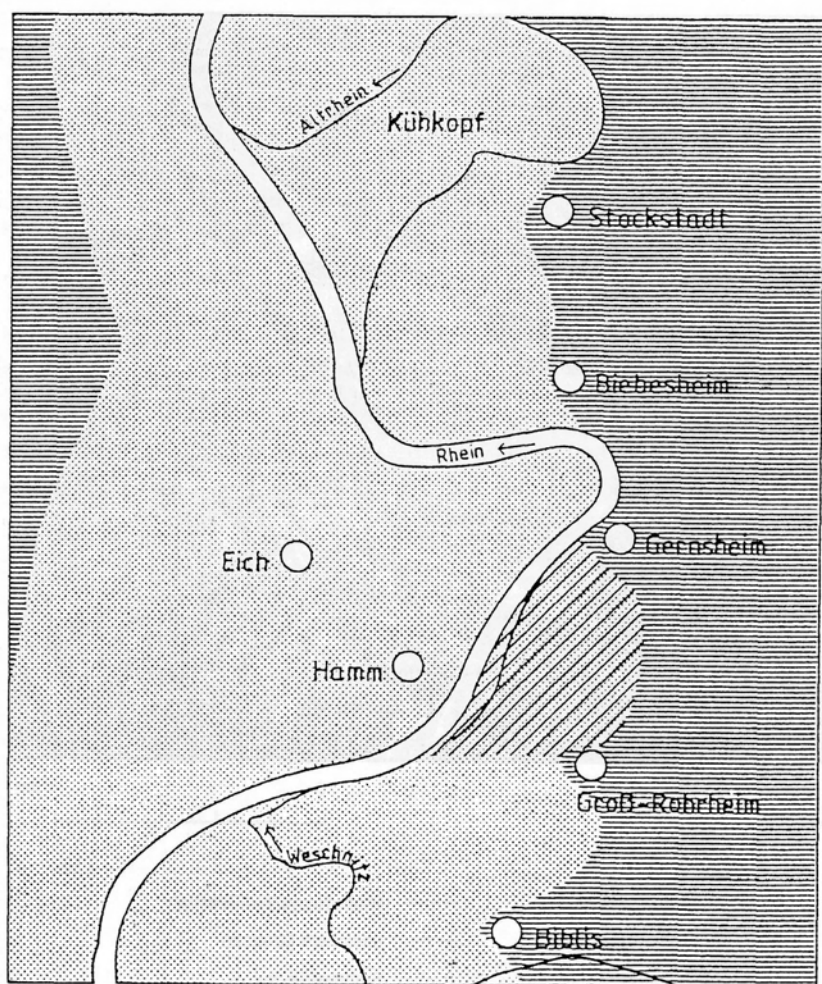 Altrhein
Kühkopf
Stockstadt
Biebesheim
Rhein
Gernsheim
Eich
Hamm
Groß-Rohrheim
Weschnitz
Biblis